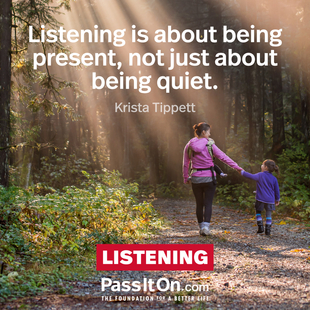 Listening is about being
present, not just about
being quiet.
Krista Tippett
LISTENING
PassItOn.com
THE FOUNDATION FOR A BETTER LIFE